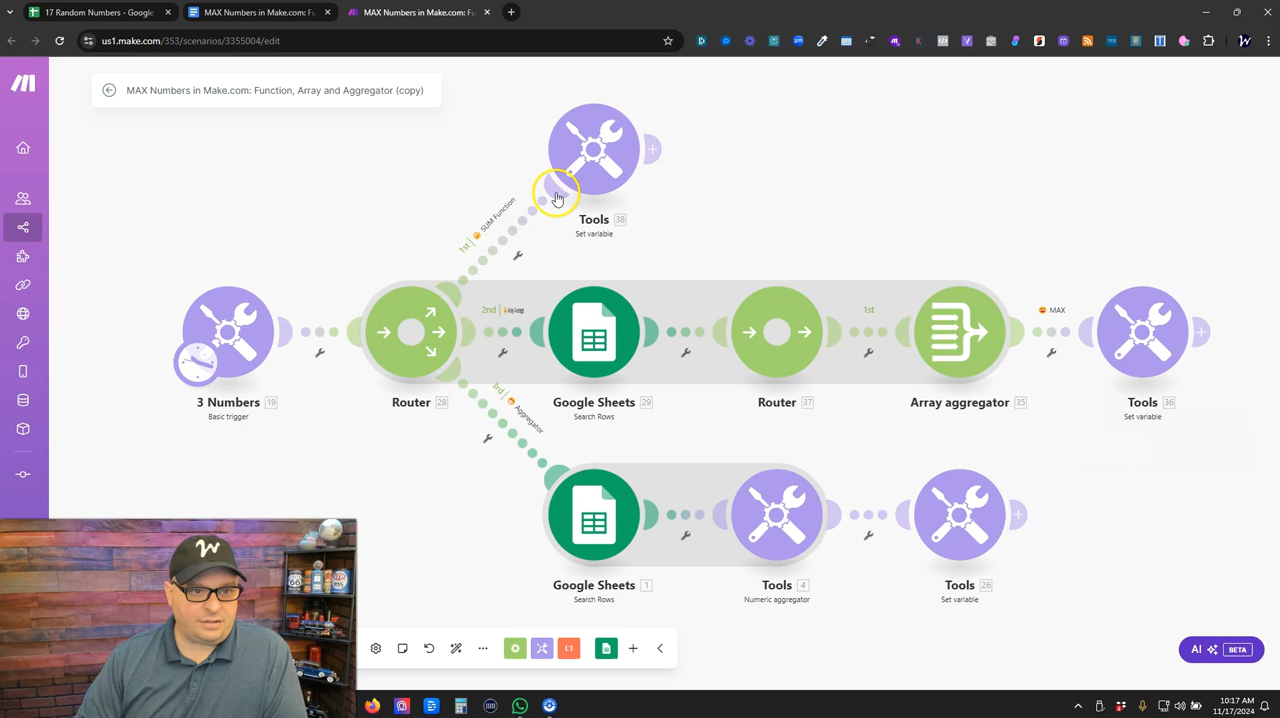 17 Random Numbers - Google
MAX Numbers in Make.com: Fu
MAX Numbers in Make.com: Fu
us1.make.com/353/scenarios/3355004/edit
MAX Numbers in Make.com: Function, Array and Aggregator (copy)
Tools 38
Set variable
1st | SUM Function
2nd |
1st
MAX
3 Numbers 19
Basic trigger
Router 28
Google Sheets 29
Search Rows
Router 37
Array aggregator 35
Tools 36
Set variable
3rd | Aggregator
Google Sheets 1
Search Rows
Tools 4
Numeric aggregator
Tools 26
Set variable
AI BETA
10:17 AM
11/17/2024